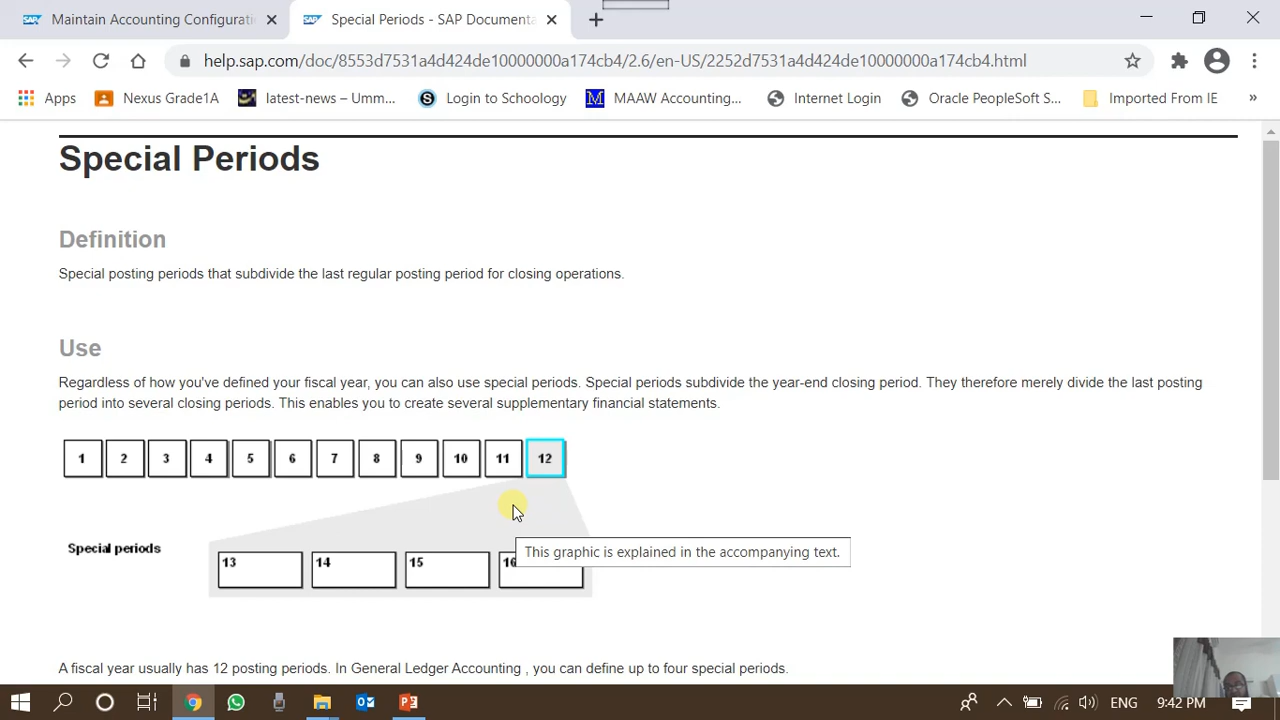 Maintain Accounting Configurati
Special Periods - SAP Documenta
help.sap.com/doc/8553d7531a4d424de10000000a174cb4/2.6/en-US/2252d7531a4d424de10000000a174cb4.html
Apps Nexus Grade1A latest-news – Umm... Login to Schoology MAAW Accounting... Internet Login Oracle PeopleSoft S... Imported From IE »
Special Periods
Definition
Special posting periods that subdivide the last regular posting period for closing operations.
Use
Regardless of how you've defined your fiscal year, you can also use special periods. Special periods subdivide the year-end closing period. They therefore merely divide the last posting
period into several closing periods. This enables you to create several supplementary financial statements.
1 2 3 4 5 6 7 8 9 10 11 12
Special periods
13 14 15 16
This graphic is explained in the accompanying text.
A fiscal year usually has 12 posting periods. In General Ledger Accounting , you can define up to four special periods.
ENG 9:42 PM